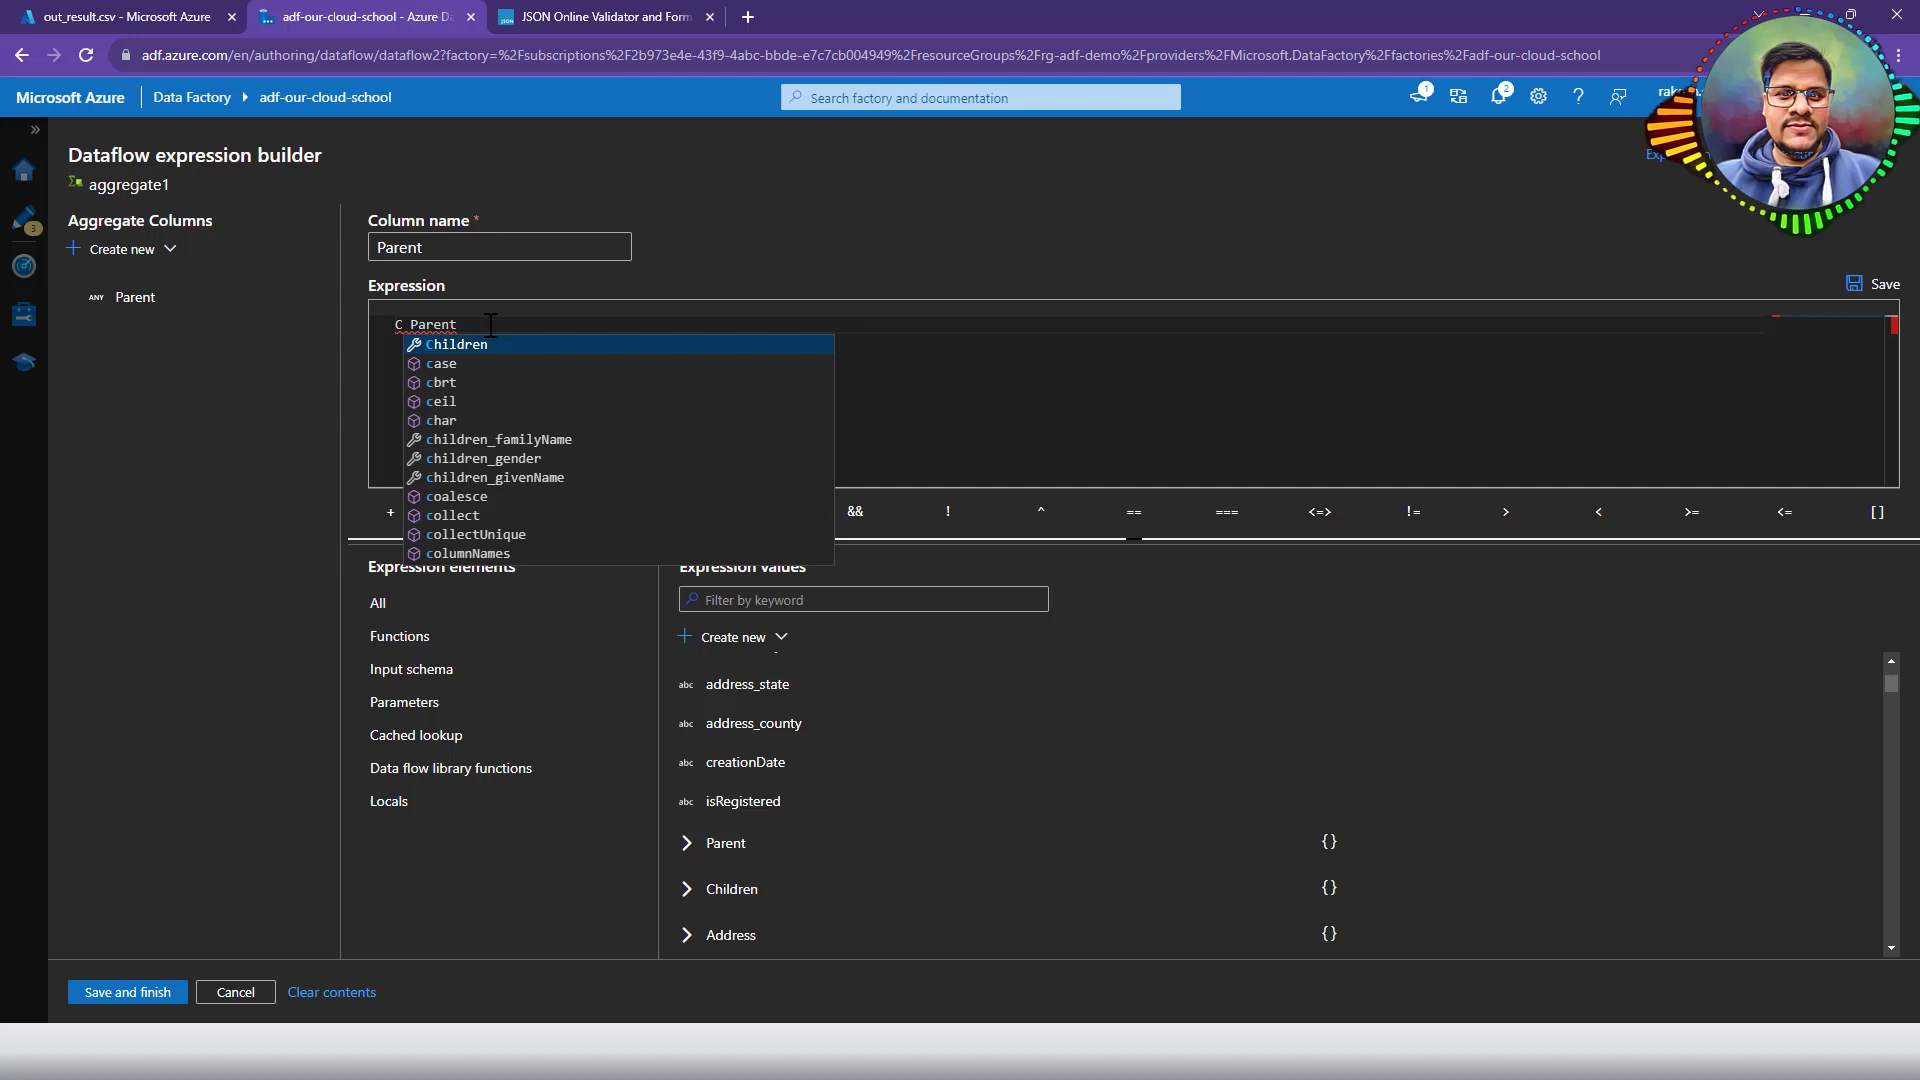 out_result.csv - Microsoft Azure
adf-our-cloud-school - Azure Da
JSON Online Validator and Form
adf.azure.com/en/authoring/dataflow/dataflow2?factory=%2Fsubscriptions%2F2b973e4e-43f9-4abc-bbde-e7c7cb004949%2FresourceGroups%2Frg-adf-demo%2Fproviders%2FMicrosoft.DataFactory%2Ffactories%2Fadf-our-cloud-school
Microsoft Azure
Data Factory
adf-our-cloud-school
Search factory and documentation
1
2
3
Dataflow expression builder
aggregate1
Aggregate Columns
Create new
ANY Parent
Column name *
Parent
Expression
Save
C Parent
Children
case
cbrt
ceil
char
children_familyName
children_gender
children_givenName
coalesce
collect
collectUnique
columnNames
+ && ! ^ == === <=> != > < >= <= []
Expression elements
All
Functions
Input schema
Parameters
Cached lookup
Data flow library functions
Locals
Expression values
Filter by keyword
Create new
abc address_state
abc address_county
abc creationDate
abc isRegistered
Parent {}
Children {}
Address {}
Save and finish
Cancel
Clear contents